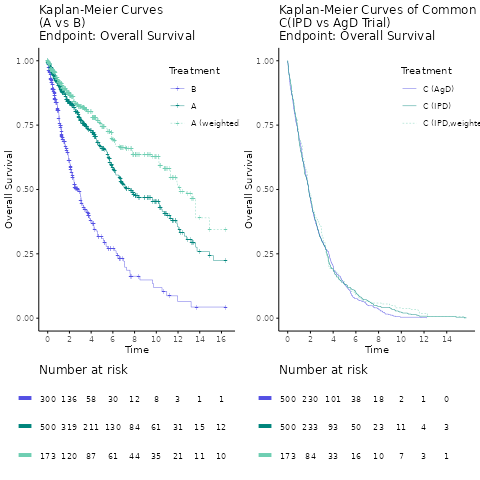 Kaplan-Meier Curves
(A vs B)
Endpoint: Overall Survival
Overall Survival
1.00
0.75
0.50
0.25
0.00
Treatment
B
A
A (weighted
0 2 4 6 8 10 12 14 16
Time
Number at risk
300 136 58 30 12 8 3 1 1
500 319 211 130 84 61 31 15 12
173 120 87 61 44 35 21 11 10
Kaplan-Meier Curves of Common
C(IPD vs AgD Trial)
Endpoint: Overall Survival
Overall Survival
1.00
0.75
0.50
0.25
0.00
Treatment
C (AgD)
C (IPD)
C (IPD,weighte
0 2 4 6 8 10 12 14
Time
Number at risk
500 230 101 38 18 2 1 0
500 233 93 50 23 11 4 3
173 84 33 16 10 7 3 1